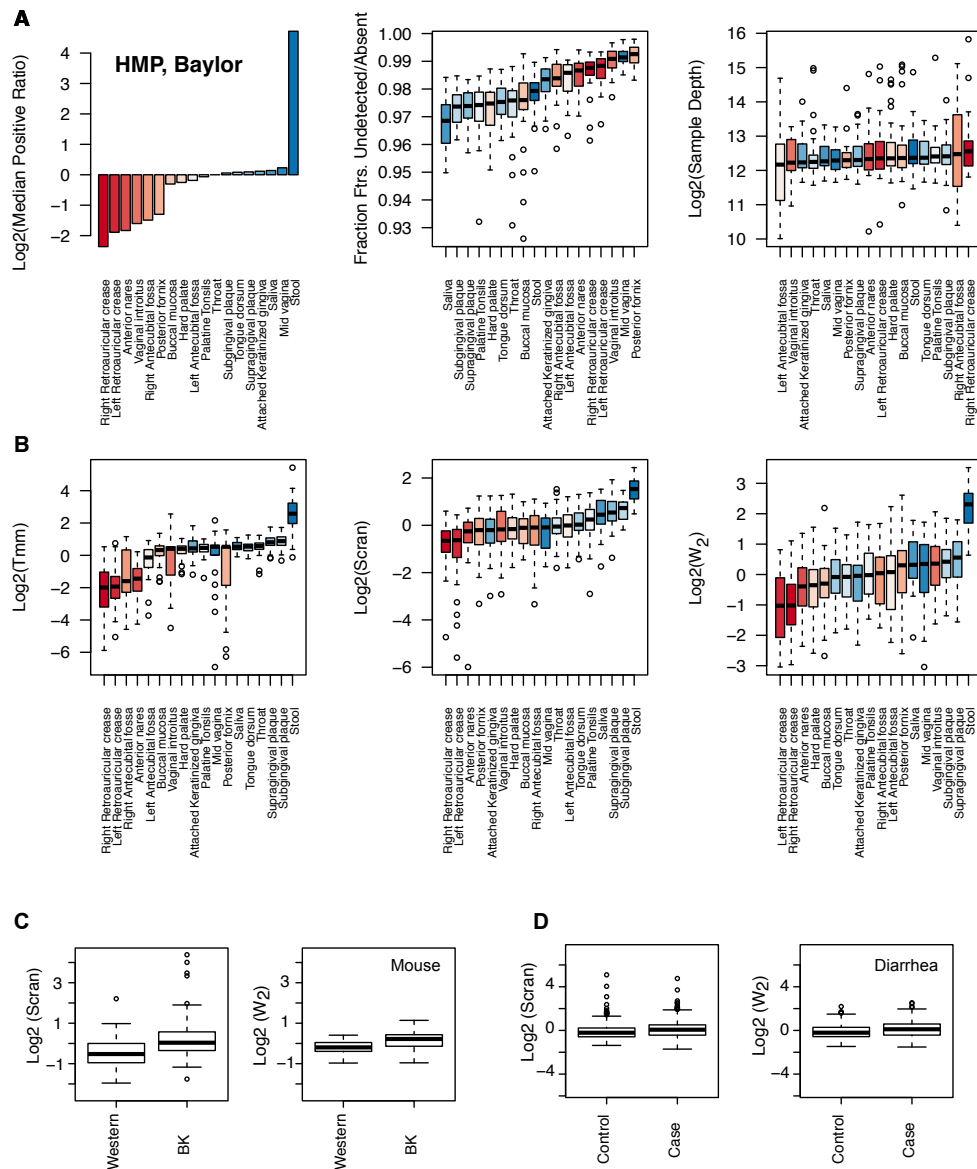 A
HMP, Baylor
Log2(Median Positive Ratio)
4
3
2
1
0
−1
−2
Right Retroauricular crease
Left Retroauricular crease
Anterior nares
Vaginal introitus
Right Antecubital fossa
Posterior fornix
Buccal mucosa
Hard palate
Left Antecubital fossa
Palatine Tonsils
Throat
Subgingival plaque
Tongue dorsum
Supragingival plaque
Attached Keratinized gingiva
Saliva
Mid vagina
Stool
Fraction Ftrs. Undetected/Absent
1.00
0.99
0.98
0.97
0.96
0.95
0.94
0.93
Saliva
Subgingival plaque
Supragingival plaque
Palatine Tonsils
Hard palate
Tongue dorsum
Throat
Buccal mucosa
Stool
Attached Keratinized gingiva
Right Antecubital fossa
Left Antecubital fossa
Anterior nares
Right Retroauricular crease
Left Retroauricular crease
Vaginal introitus
Mid vagina
Posterior fornix
Log2(Sample Depth)
16
15
14
13
12
11
10
Left Antecubital fossa
Vaginal introitus
Attached Keratinized gingiva
Throat
Saliva
Mid vagina
Posterior fornix
Supragingival plaque
Anterior nares
Left Retroauricular crease
Hard palate
Buccal mucosa
Stool
Tongue dorsum
Palatine Tonsils
Subgingival plaque
Right Antecubital fossa
Right Retroauricular crease
B
Log2(Tmm)
4
2
0
−2
−4
−6
Right Retroauricular crease
Left Retroauricular crease
Right Antecubital fossa
Anterior nares
Left Antecubital fossa
Buccal mucosa
Vaginal introitus
Hard palate
Attached Keratinized gingiva
Palatine Tonsils
Mid vagina
Posterior fornix
Saliva
Tongue dorsum
Throat
Supragingival plaque
Subgingival plaque
Stool
Log2(Scran)
2
0
−2
−4
−6
Right Retroauricular crease
Left Retroauricular crease
Anterior nares
Posterior fornix
Attached Keratinized gingiva
Vaginal introitus
Hard palate
Buccal mucosa
Right Antecubital fossa
Mid vagina
Throat
Left Antecubital fossa
Tongue dorsum
Palatine Tonsils
Saliva
Supragingival plaque
Subgingival plaque
Stool
Log2(W2)
3
2
1
0
−1
−2
−3
Left Retroauricular crease
Right Retroauricular crease
Anterior nares
Hard palate
Buccal mucosa
Tongue dorsum
Throat
Attached Keratinized gingiva
Palatine Tonsils
Right Antecubital fossa
Left Antecubital fossa
Posterior fornix
Saliva
Mid vagina
Vaginal introitus
Subgingival plaque
Supragingival plaque
Stool
C
Log2 (Scran)
3
1
−1
Western
BK
Log2 (W2)
3
1
−1
Mouse
Western
BK
D
Log2 (Scran)
4
0
−4
Control
Case
Log2 (W2)
4
0
−4
Diarrhea
Control
Case